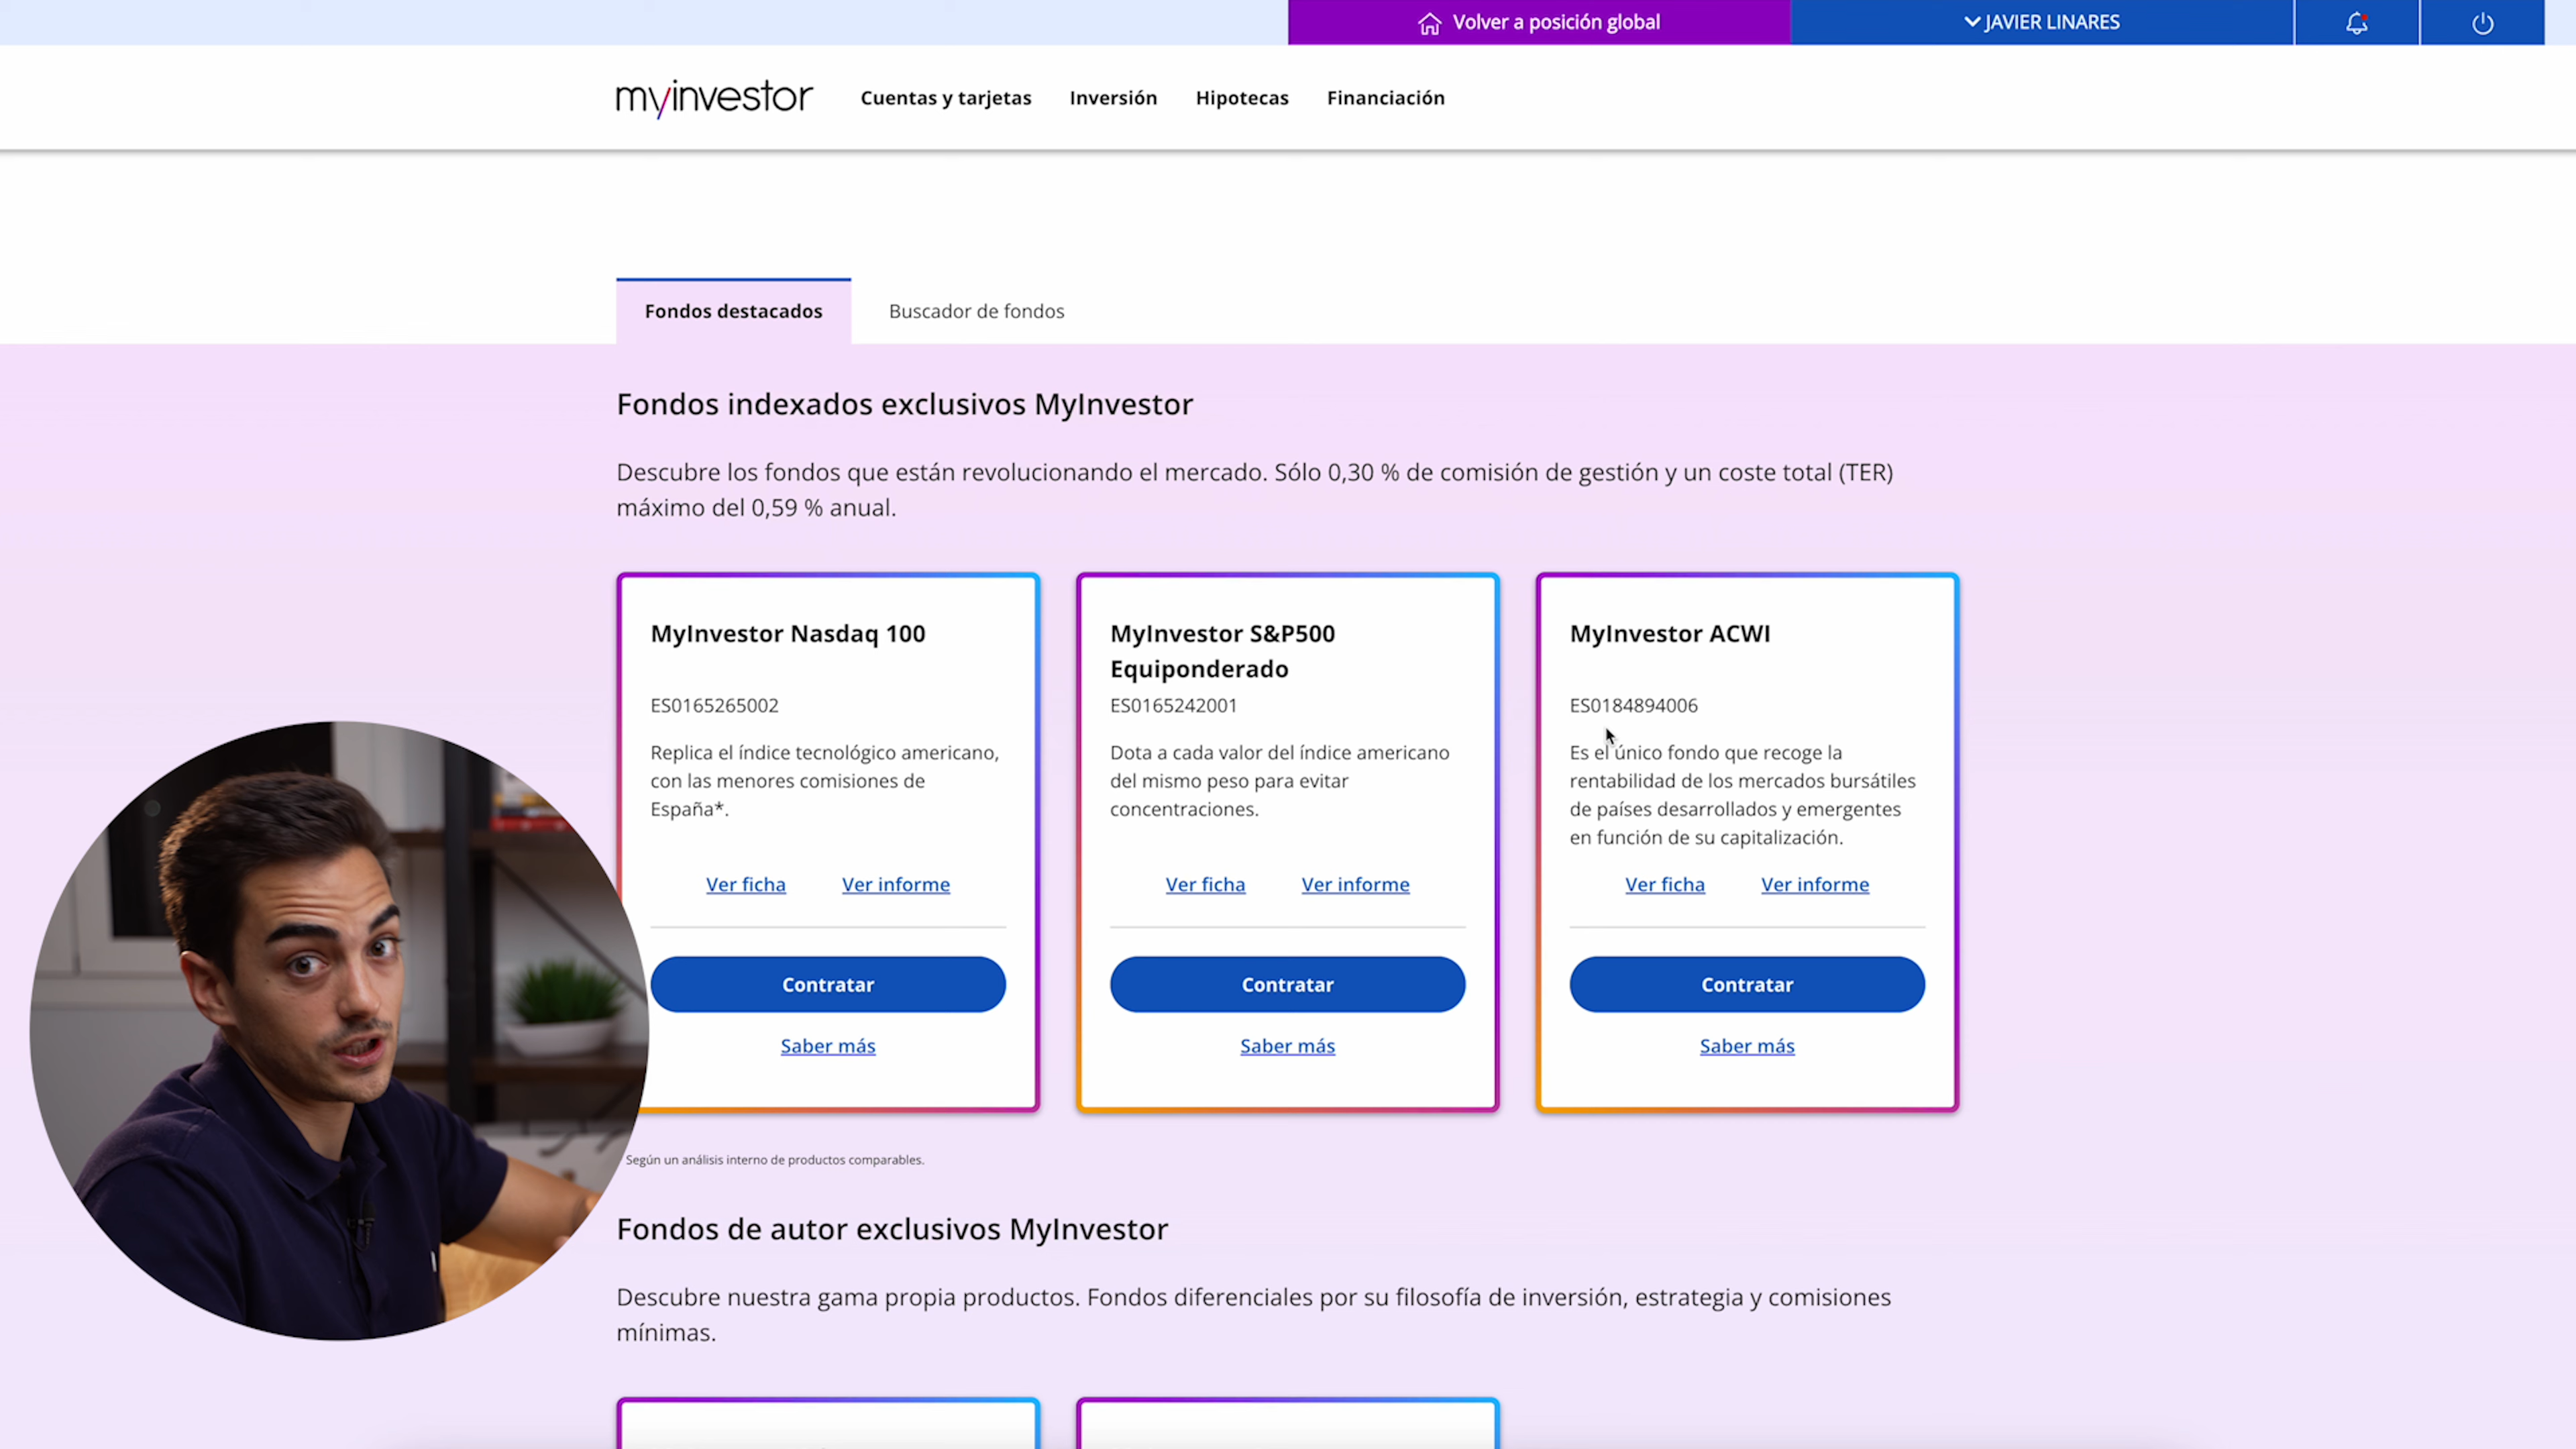 Volver a posición global
JAVIER LINARES
myinvestor
Cuentas y tarjetas
Inversión
Hipotecas
Financiación
Fondos destacados
Buscador de fondos
Fondos indexados exclusivos MyInvestor
Descubre los fondos que están revolucionando el mercado. Sólo 0,30 % de comisión de gestión y un coste total (TER)
máximo del 0,59 % anual.
MyInvestor Nasdaq 100
ES0165265002
Replica el índice tecnológico americano,
con las menores comisiones de
España*.
Ver ficha
Ver informe
Contratar
Saber más
MyInvestor S&P500
Equiponderado
ES0165242001
Dota a cada valor del índice americano
del mismo peso para evitar
concentraciones.
Ver ficha
Ver informe
Contratar
Saber más
MyInvestor ACWI
ES0184894006
Es el único fondo que recoge la
rentabilidad de los mercados bursátiles
de países desarrollados y emergentes
en función de su capitalización.
Ver ficha
Ver informe
Contratar
Saber más
Según un análisis interno de productos comparables.
Fondos de autor exclusivos MyInvestor
Descubre nuestra gama propia productos. Fondos diferenciales por su filosofía de inversión, estrategia y comisiones
mínimas.